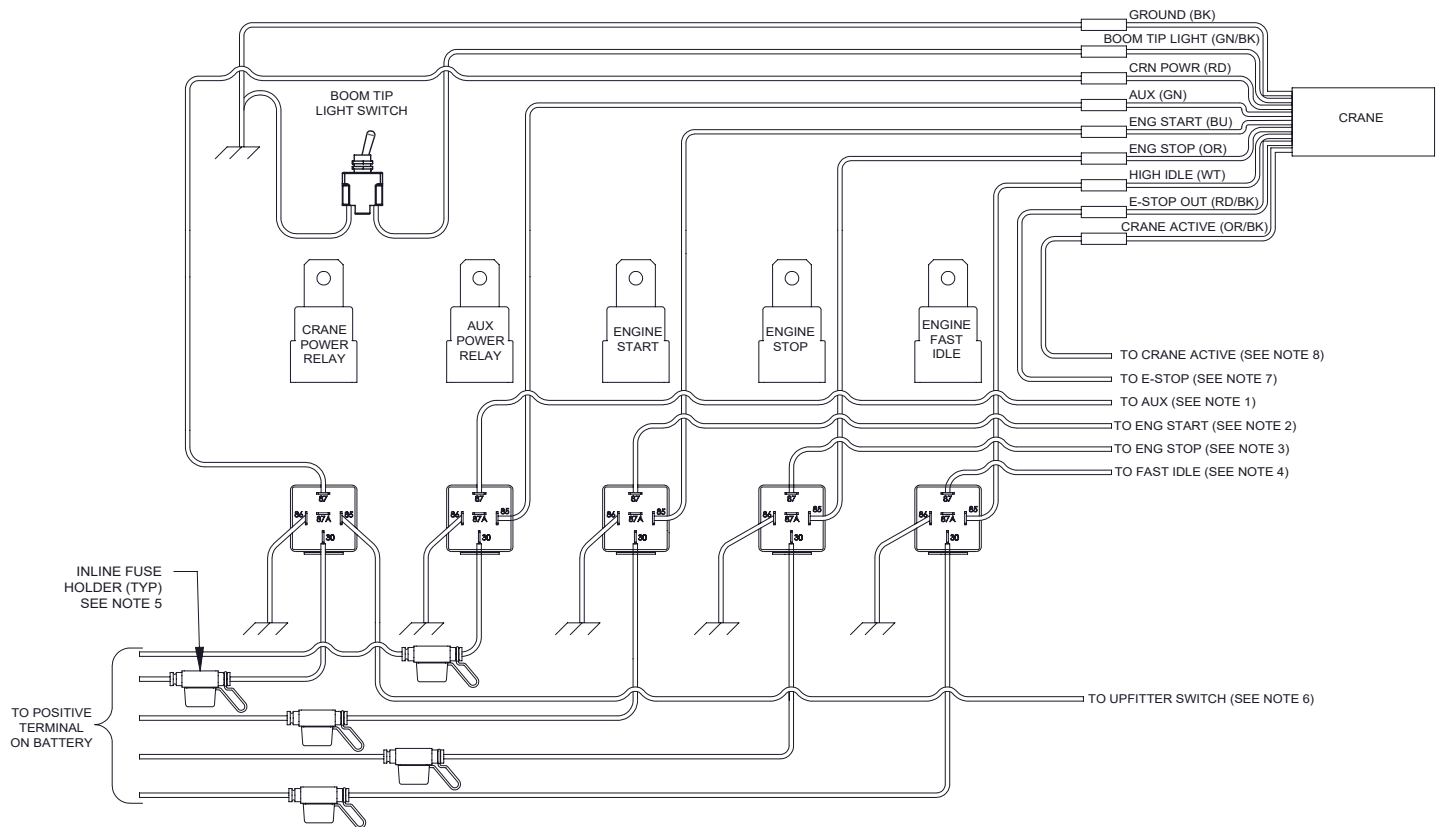 GROUND (BK)
BOOM TIP LIGHT (GN/BK)
CRN POWR (RD)
AUX (GN)
ENG START (BU)
ENG STOP (OR)
HIGH IDLE (WT)
E-STOP OUT (RD/BK)
CRANE ACTIVE (OR/BK)
CRANE
BOOM TIP
LIGHT SWITCH
CRANE
POWER
RELAY
AUX
POWER
RELAY
ENGINE
START
ENGINE
STOP
ENGINE
FAST
IDLE
TO CRANE ACTIVE (SEE NOTE 8)
TO E-STOP (SEE NOTE 7)
TO AUX (SEE NOTE 1)
TO ENG START (SEE NOTE 2)
TO ENG STOP (SEE NOTE 3)
TO FAST IDLE (SEE NOTE 4)
87
86
87A
85
30
87
86
87A
85
30
87
86
87A
85
30
87
86
87A
85
30
87
86
87A
85
30
INLINE FUSE
HOLDER (TYP)
SEE NOTE 5
TO UPFITTER SWITCH (SEE NOTE 6)
TO POSITIVE
TERMINAL
ON BATTERY